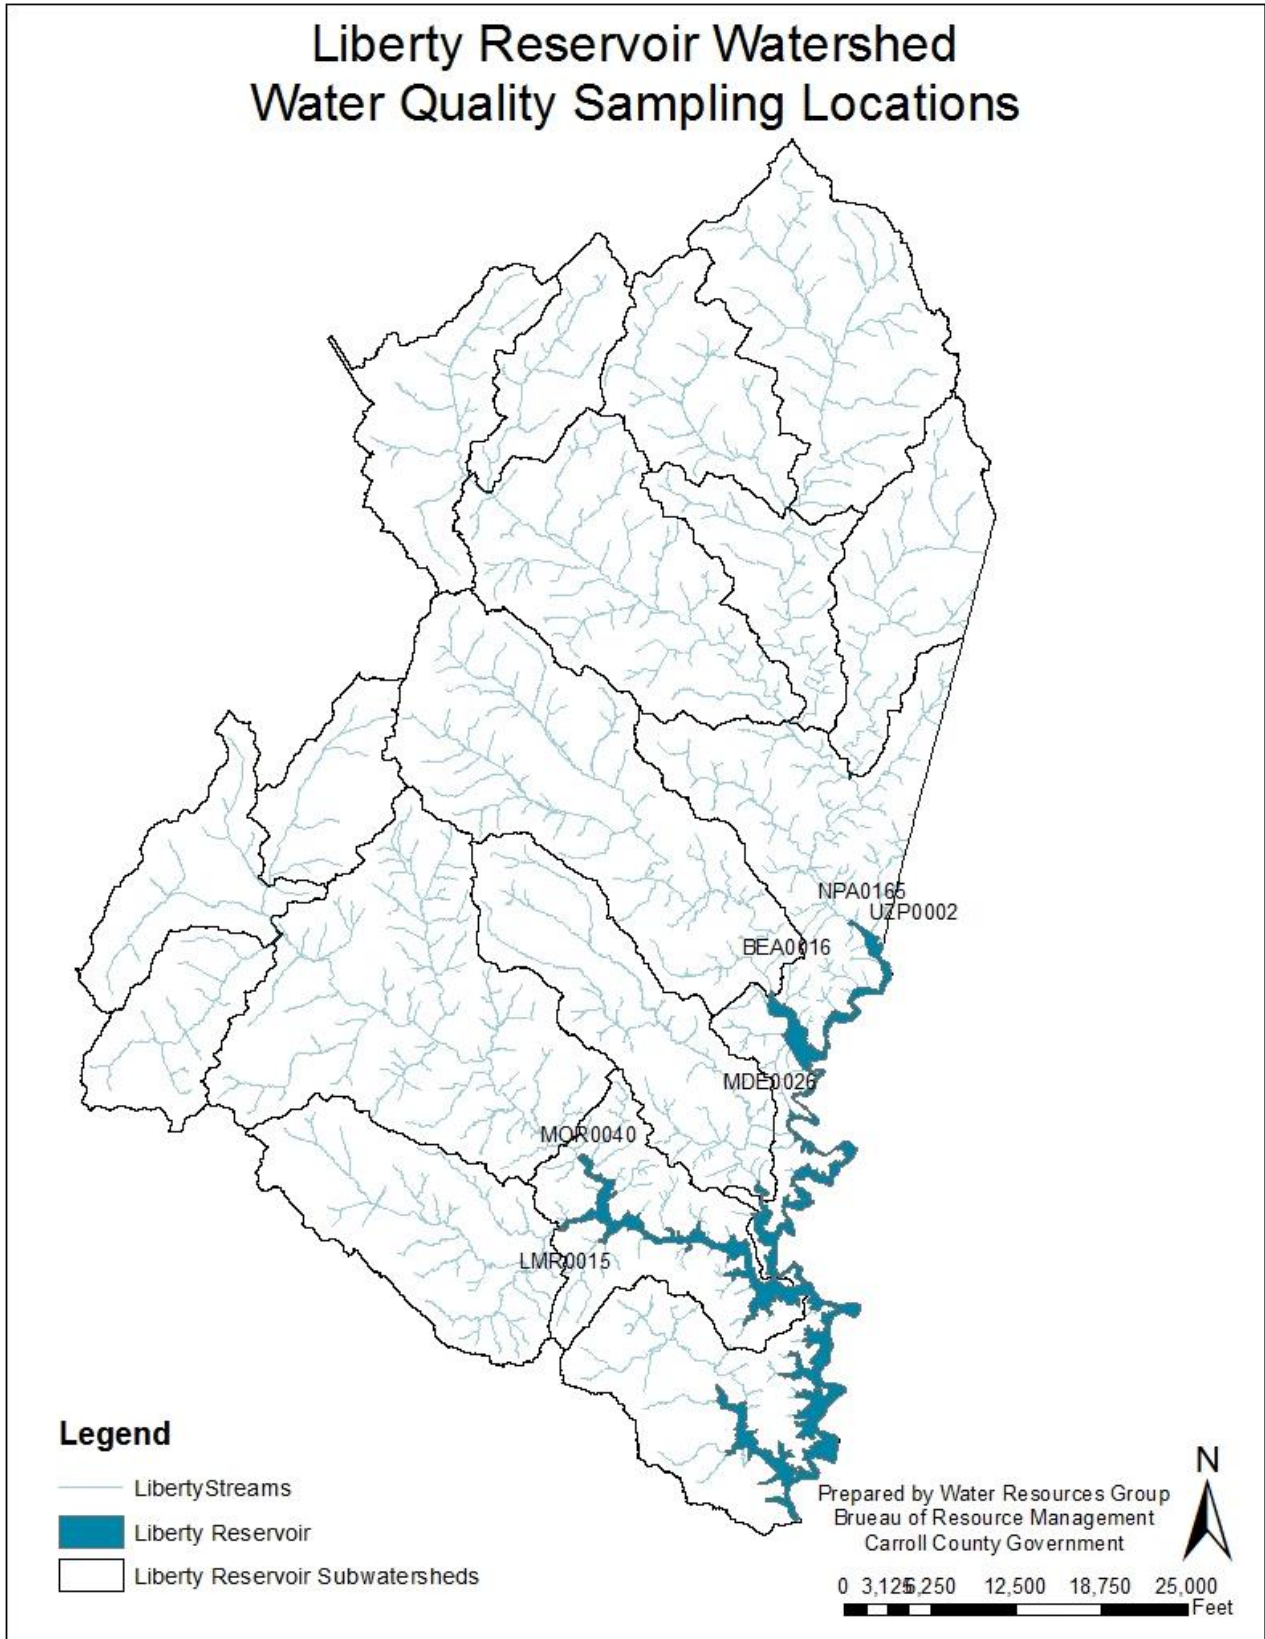 Liberty Reservoir Watershed
Water Quality Sampling Locations
NPA0165
UZP0002
BEA0016
MDE0026
MOR0040
LMR0015
Legend
LibertyStreams
Liberty Reservoir
Liberty Reservoir Subwatersheds
N
Prepared by Water Resources Group
Brueau of Resource Management
Carroll County Government
0 3,125 6,250 12,500 18,750 25,000
Feet